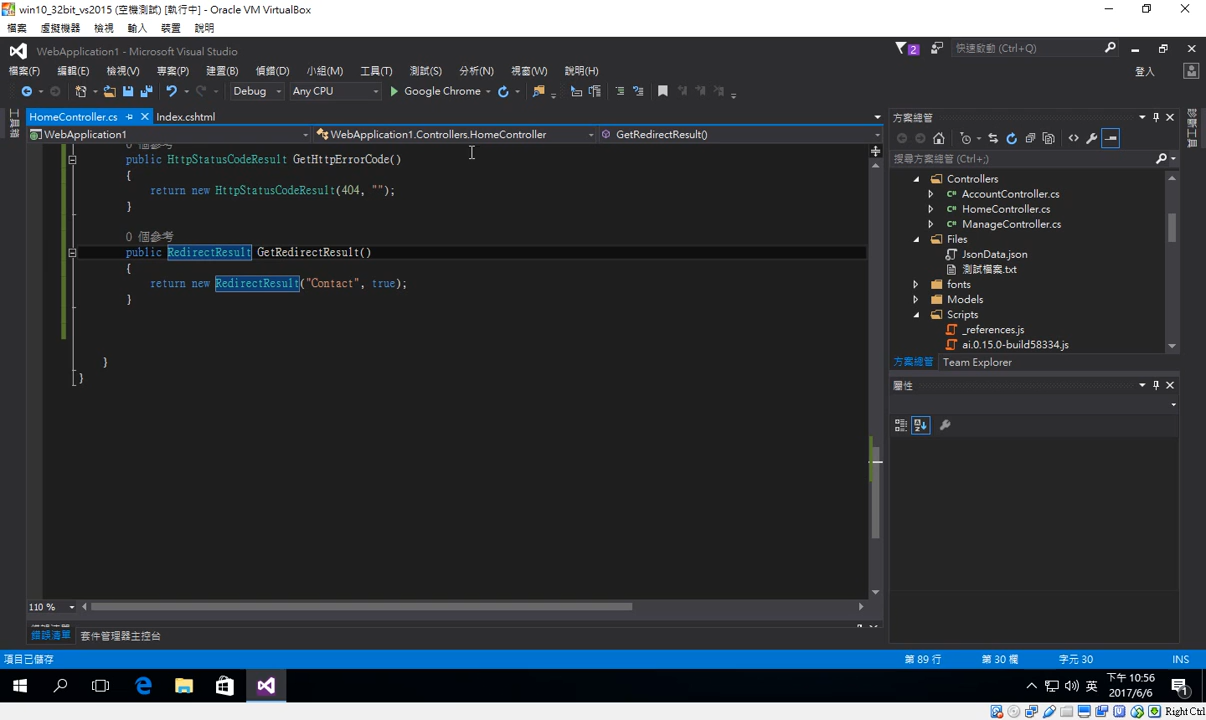 win10_32bit_vs2015 (空機測試) [執行中] - Oracle VM VirtualBox
檔案 虛擬機器 檢視 輸入 裝置 說明
WebApplication1 - Microsoft Visual Studio
2
快速啟動 (Ctrl+Q)
檔案(F) 編輯(E) 檢視(V) 專案(P) 建置(B) 偵錯(D) 小組(M) 工具(T) 測試(S) 分析(N) 視窗(W) 說明(H)
登入
Debug Any CPU Google Chrome
HomeController.cs Index.cshtml
WebApplication1 WebApplication1.Controllers.HomeController GetRedirectResult()
0 個參考
public HttpStatusCodeResult GetHttpErrorCode()
{
return new HttpStatusCodeResult(404, "");
}
0 個參考
public RedirectResult GetRedirectResult()
{
return new RedirectResult("Contact", true);
}
}
}
110 %
錯誤清單 套件管理器主控台
方案總管
搜尋方案總管 (Ctrl+;)
Controllers
C# AccountController.cs
C# HomeController.cs
C# ManageController.cs
Files
JsonData.json
測試檔案.txt
fonts
Models
Scripts
_references.js
ai.0.15.0-build58334.js
方案總管 Team Explorer
屬性
項目已儲存 第 89 行 第 30 欄 字元 30 INS
英 下午 10:56
2017/6/6
1
Right Ctrl